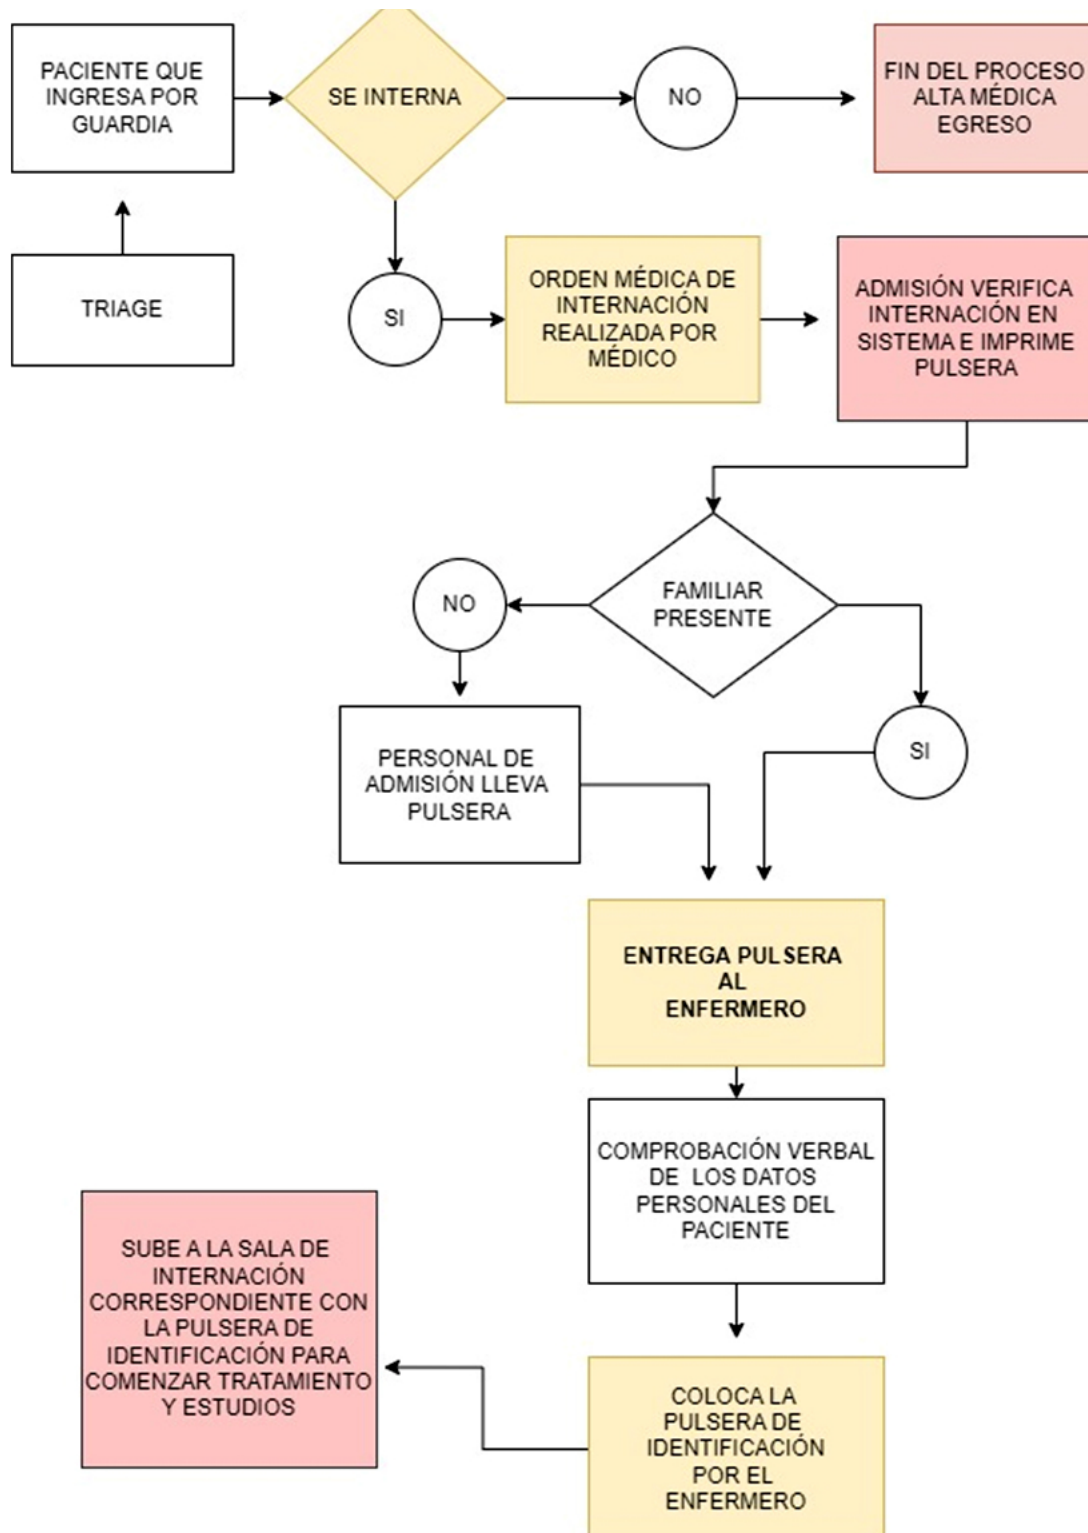 PACIENTE QUE
INGRESA POR
GUARDIA
SE INTERNA
NO
FIN DEL PROCESO
ALTA MÉDICA
EGRESO
TRIAGE
SI
ORDEN MÉDICA DE
INTERNACIÓN
REALIZADA POR
MÉDICO
ADMISIÓN VERIFICA
INTERNACIÓN EN
SISTEMA E IMPRIME
PULSERA
FAMILIAR
PRESENTE
NO
SI
PERSONAL DE
ADMISIÓN LLEVA
PULSERA
ENTREGA PULSERA
AL
ENFERMERO
COMPROBACIÓN VERBAL
DE LOS DATOS
PERSONALES DEL
PACIENTE
COLOCA LA
PULSERA DE
IDENTIFICACIÓN
POR EL
ENFERMERO
SUBE A LA SALA DE
INTERNACIÓN
CORRESPONDIENTE CON
LA PULSERA DE
IDENTIFICACIÓN PARA
COMENZAR TRATAMIENTO
Y ESTUDIOS